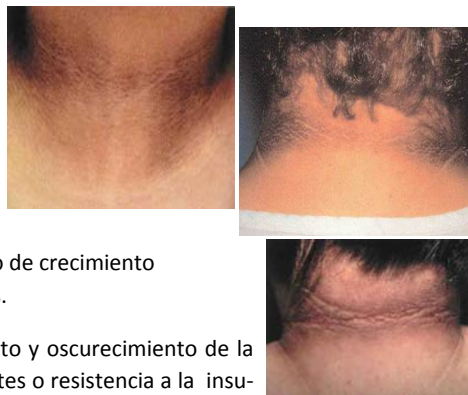 o de crecimiento
s.
to y oscurecimiento de la
tes o resistencia a la insu-